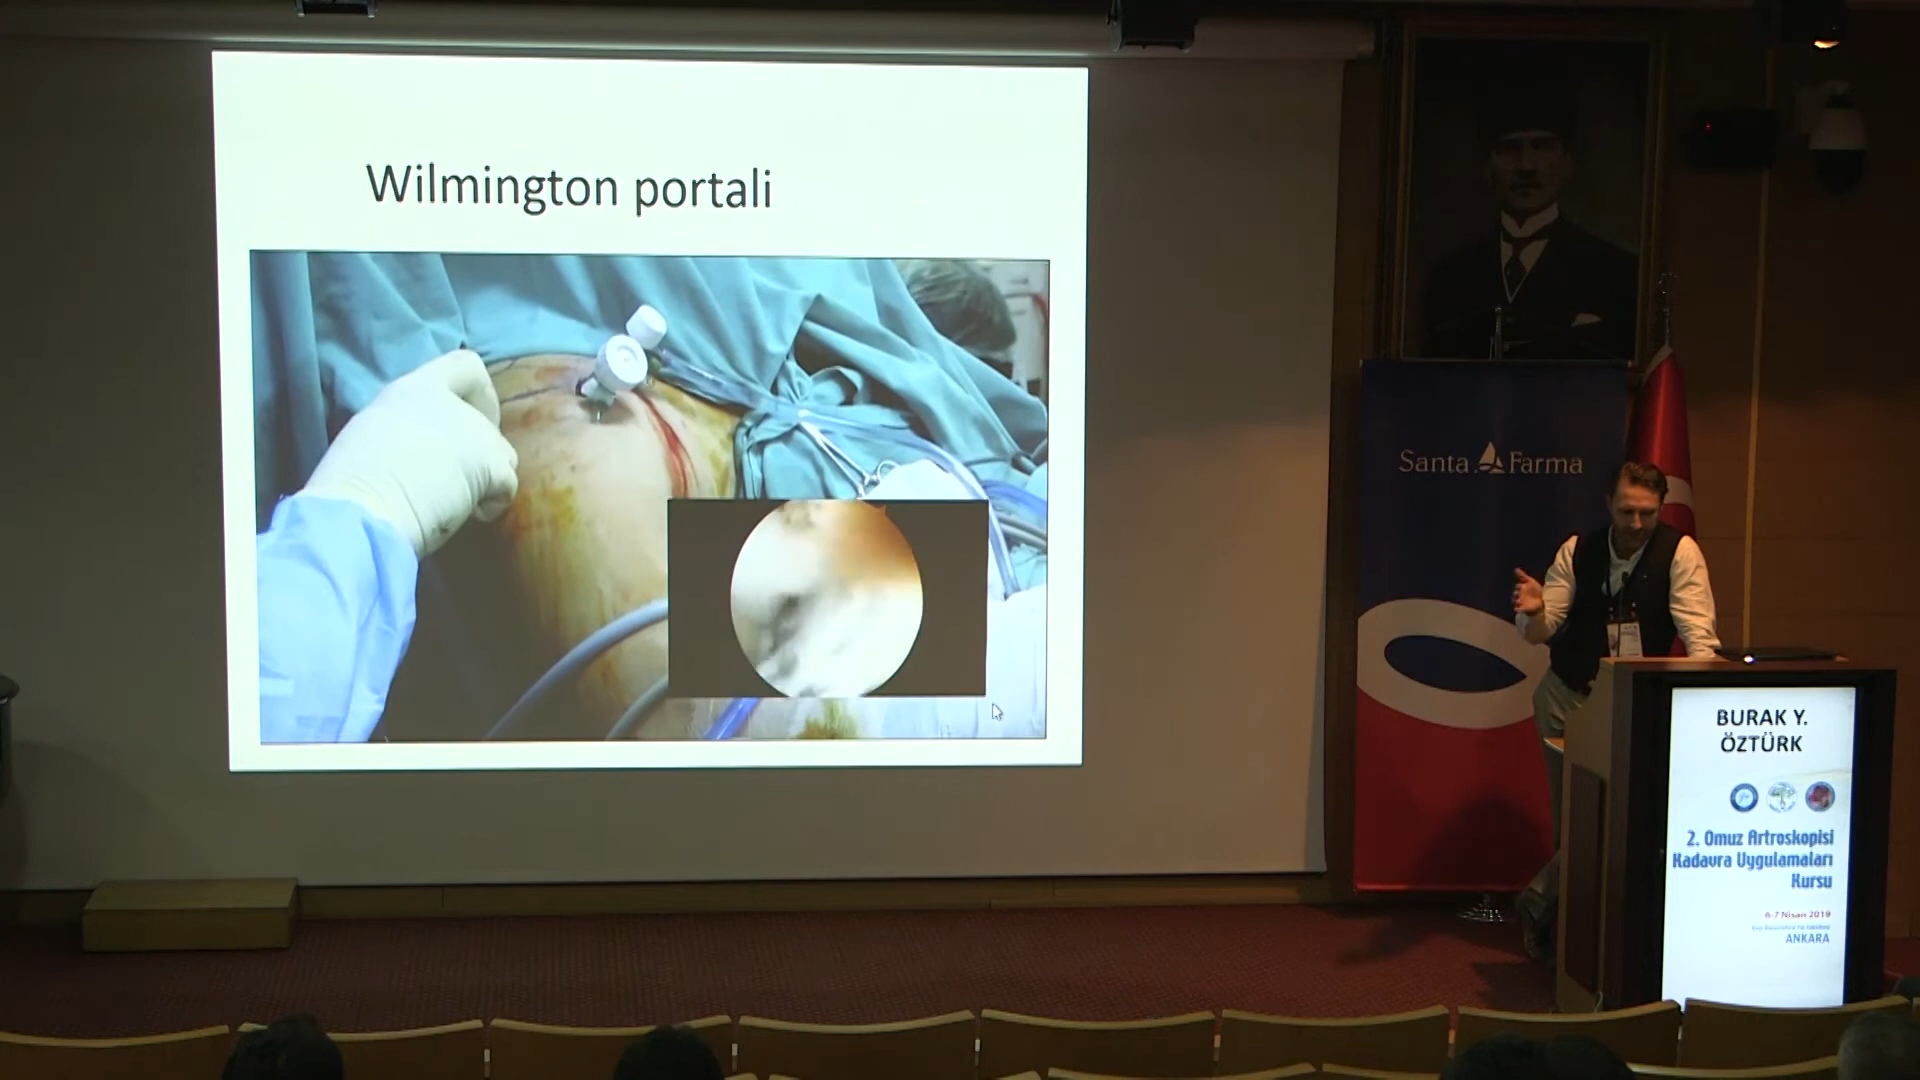 Wilmington portali
Santa Farma
BURAK Y.
ÖZTÜRK
2. Omuz Artroskopisi
Kadavra Uygulamaları
Kursu
6-7 Nisan 2019
ANKARA